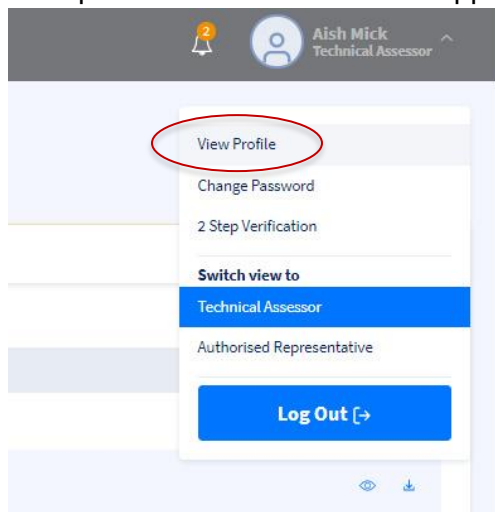 2
Aish Mick
Technical Assessor
View Profile
Change Password
2 Step Verification
Switch view to
Technical Assessor
Authorised Representative
Log Out